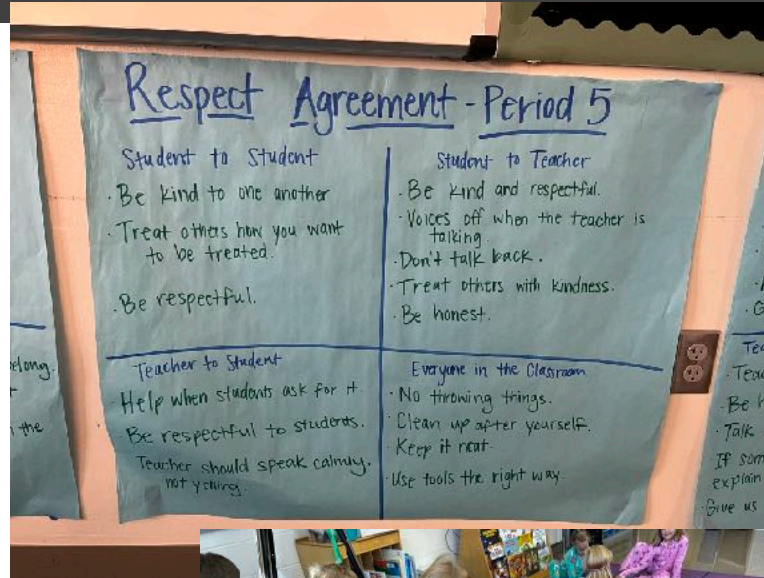 Respect Agreement - Period 5
Student to Student
· Be kind to one another
· Treat others how you want
to be treated.
· Be respectful.
Student to Teacher
· Be kind and respectful.
· Voices off when the teacher is
talking.
· Don't talk back.
· Treat others with kindness.
· Be honest.
Teacher to Student
· Help when students ask for it.
· Be respectful to students.
Teacher should speak calmly,
not
Everyone in the Classroom
· No throwing things.
· Clean up after yourself.
· Keep it neat.
· Use tools the right way.
elong.
the
Tea
· Teac
· Be
· Talk
If som
explain
· Give us